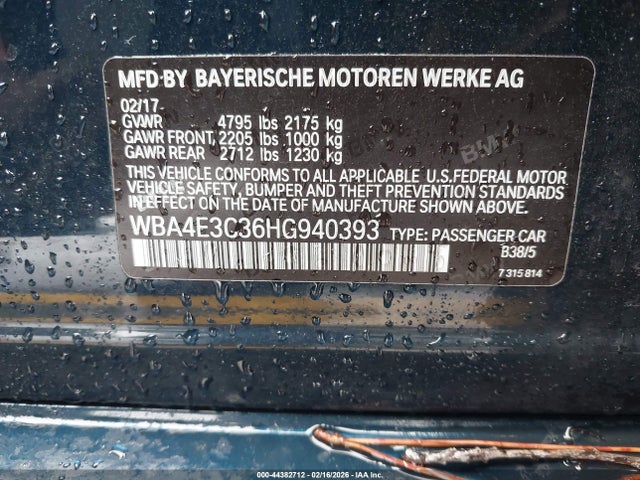 MFD BY BAYERISCHE MOTOREN WERKE AG
02/17
GVWR 4795 lbs 2175 kg
GAWR FRONT 2205 lbs 1000 kg
GAWR REAR 2712 lbs 1230 kg
THIS VEHICLE CONFORMS TO ALL APPLICABLE U.S.FEDERAL MOTOR
VEHICLE SAFETY, BUMPER AND THEFT PREVENTION STANDARDS
IN EFFECT ON THE DATE OF MANUFACTURE SHOWN ABOVE.
WBA4E3C36HG940393 TYPE: PASSENGER CAR
B38/5
7 315 814
000-44382712 - 02/16/2026 - IAA Inc.